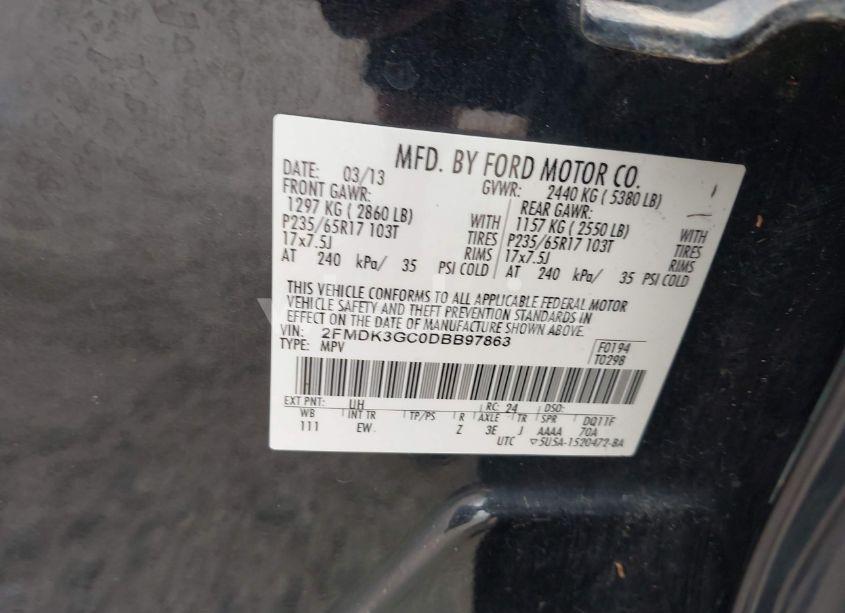 MFD. BY FORD MOTOR CO.
DATE: 03/13 GVWR: 2440 KG ( 5380 LB)
FRONT GAWR: REAR GAWR:
1297 KG ( 2860 LB) WITH 1157 KG ( 2550 LB) WITH
P235/65R17 103T TIRES P235/65R17 103T TIRES
17x7.5J RIMS 17x7.5J RIMS
AT 240 kPa/ 35 PSI COLD AT 240 kPa/ 35 PSI COLD
THIS VEHICLE CONFORMS TO ALL APPLICABLE FEDERAL MOTOR
VEHICLE SAFETY AND THEFT PREVENTION STANDARDS IN
EFFECT ON THE DATE OF MANUFACTURE SHOWN ABOVE.
VIN: 2FMDK3GC0DBB97863 F0194
TYPE: MPV T0298
EXT PNT: UH RC: 24 DSO:
WB INT TR TP/PS R AXLE TR SPR DQ11F
111 EW Z 3E J AAAA 70A
UTC ▽5U5A-1520472-BA